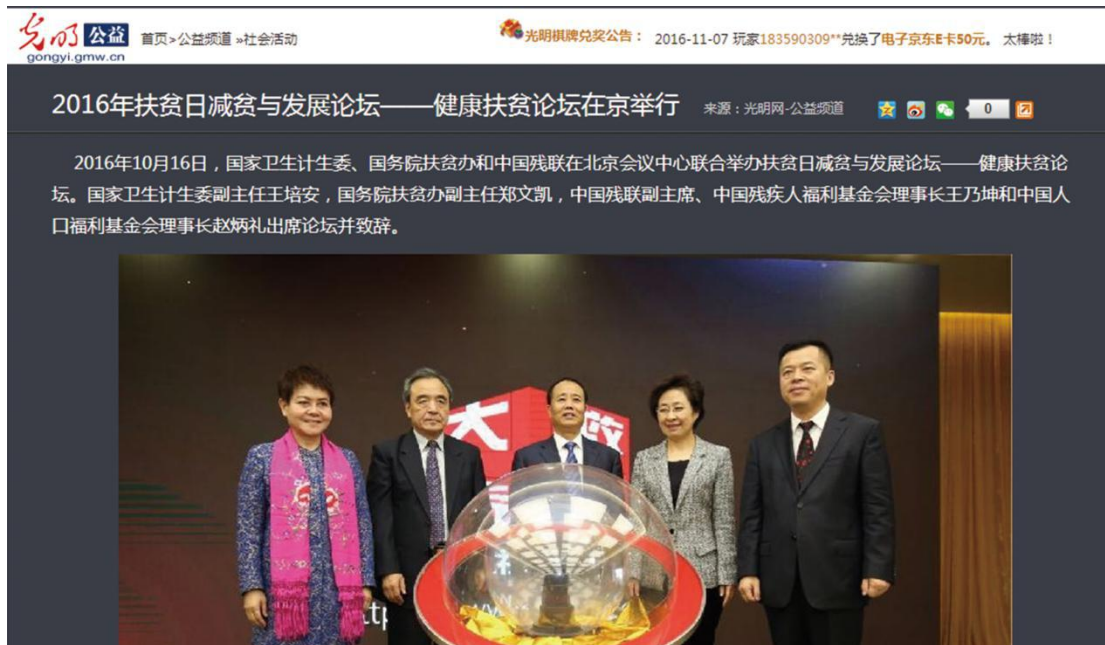 光明 公益
gongyi.gmw.cn
首页>公益频道 »社会活动
光明棋牌兑奖公告： 2016-11-07 玩家183590309**兑换了电子京东E卡50元。 太棒啦！
2016年扶贫日减贫与发展论坛——健康扶贫论坛在京举行 来源：光明网-公益频道 0
2016年10月16日，国家卫生计生委、国务院扶贫办和中国残联在北京会议中心联合举办扶贫日减贫与发展论坛——健康扶贫论
坛。国家卫生计生委副主任王培安，国务院扶贫办副主任郑文凯，中国残联副主席、中国残疾人福利基金会理事长王乃坤和中国人
口福利基金会理事长赵炳礼出席论坛并致辞。
大